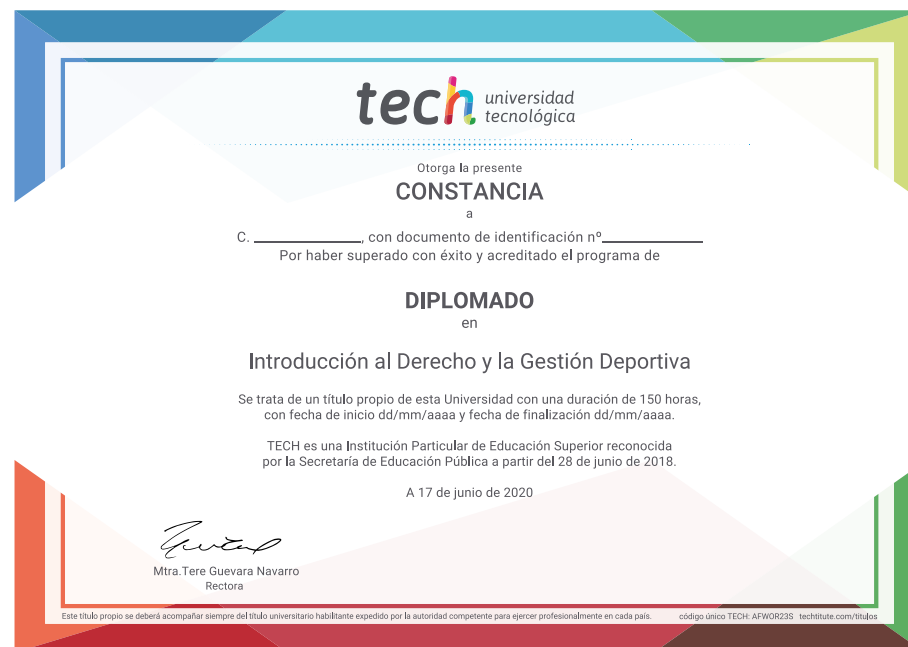 tech universidad
tecnológica
Otorga la presente
CONSTANCIA
a
C. ____________, con documento de identificación nº____________
Por haber superado con éxito y acreditado el programa de
DIPLOMADO
en
Introducción al Derecho y la Gestión Deportiva
Se trata de un título propio de esta Universidad con una duración de 150 horas,
con fecha de inicio dd/mm/aaaa y fecha de finalización dd/mm/aaaa.
TECH es una Institución Particular de Educación Superior reconocida
por la Secretaría de Educación Pública a partir del 28 de junio de 2018.
A 17 de junio de 2020
Mtra.Tere Guevara Navarro
Rectora
Este título propio se deberá acompañar siempre del título universitario habilitante expedido por la autoridad competente para ejercer profesionalmente en cada país. código único TECH: AFWOR23S techtitute.com/titulos